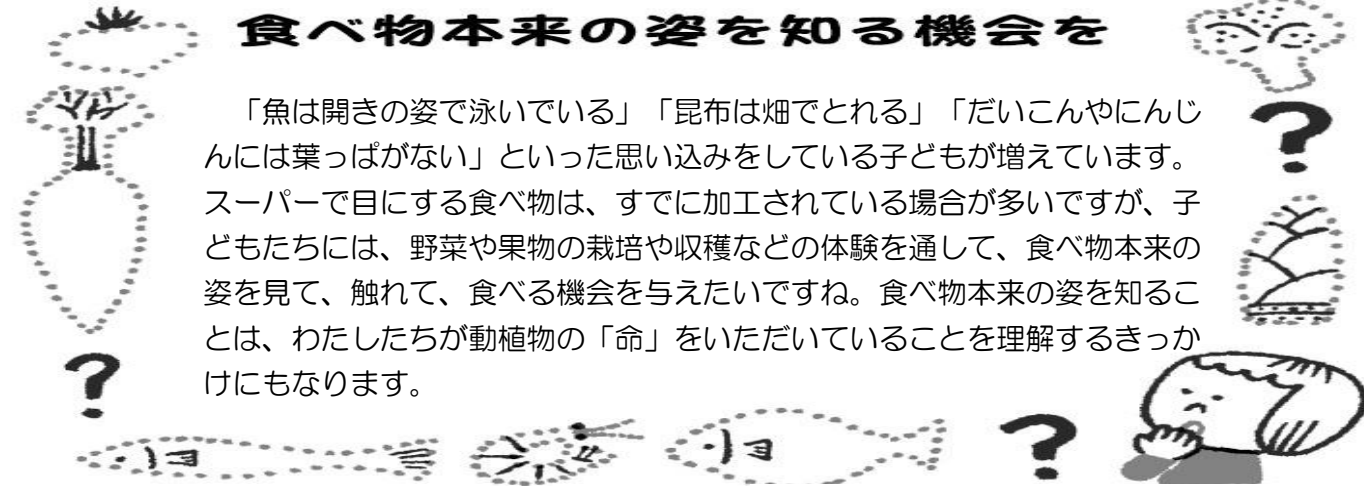 食べ物本来の姿を知る機会を
「魚は開きの姿で泳いでいる」「昆布は畑でとれる」「だいこんやにんじ
んには葉っぱがない」といった思い込みをしている子どもが増えています。
スーパーで目にする食べ物は、すでに加工されている場合が多いですが、子
どもたちには、野菜や果物の栽培や収穫などの体験を通して、食べ物本来の
姿を見て、触れて、食べる機会を与えたいですね。食べ物本来の姿を知るこ
とは、わたしたちが動植物の「命」をいただいていることを理解するきっか
けにもなります。
?
?
?